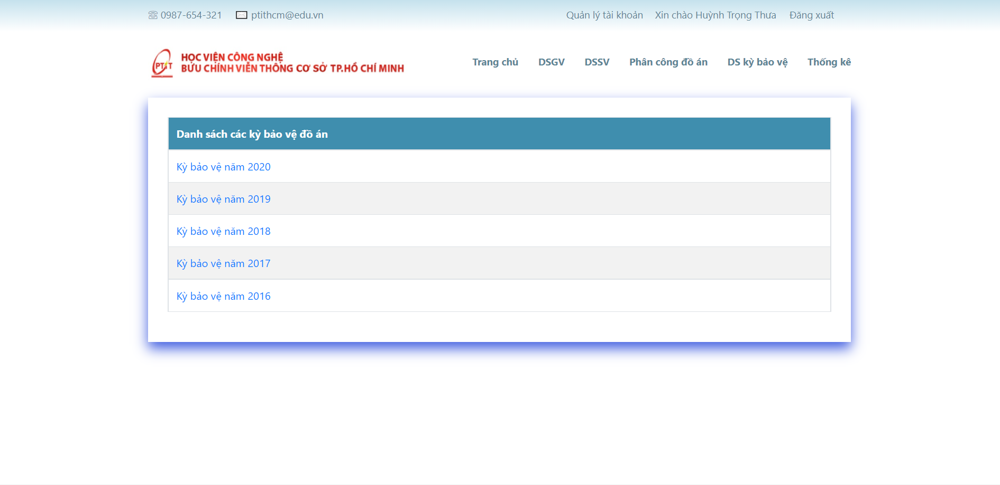 0987-654-321 ptithcm@edu.vn Quản lý tài khoản Xin chào Huỳnh Trọng Thưa Đăng xuất
PTIT
HỌC VIỆN CÔNG NGHỆ
BƯU CHÍNH VIỄN THÔNG CƠ SỞ TP.HỒ CHÍ MINH
Trang chủ DSGV DSSV Phân công đồ án DS kỳ bảo vệ Thống kê
Danh sách các kỳ bảo vệ đồ án
Kỳ bảo vệ năm 2020
Kỳ bảo vệ năm 2019
Kỳ bảo vệ năm 2018
Kỳ bảo vệ năm 2017
Kỳ bảo vệ năm 2016